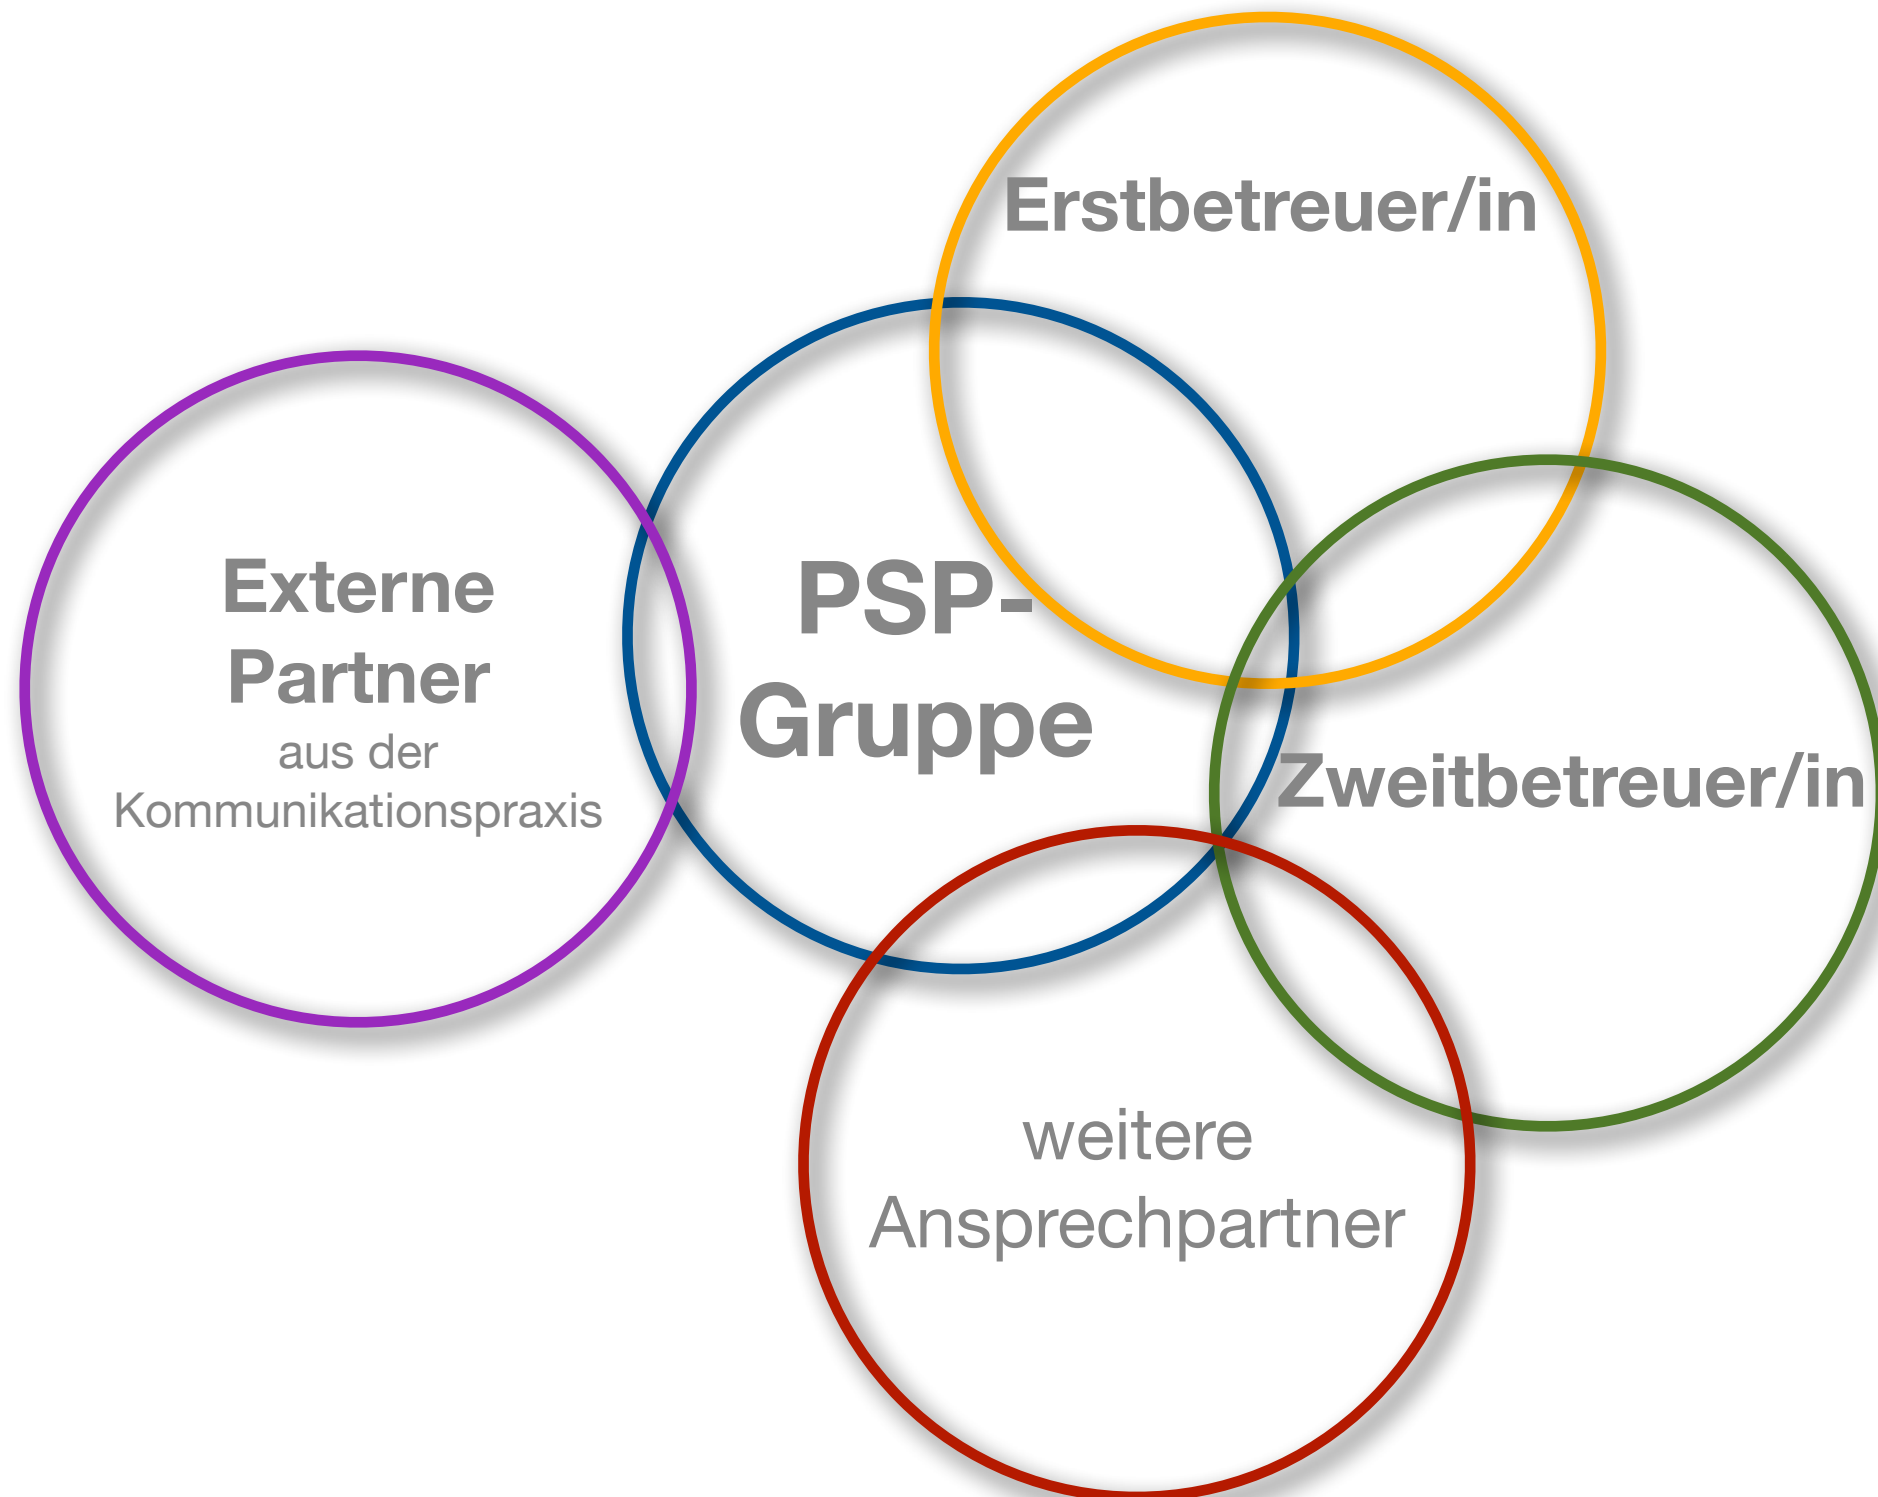 Erstbetreuer/in
Externe
Partner
aus der
Kommunikationspraxis
PSP-
Gruppe
Zweitbetreuer/in
weitere
Ansprechpartner